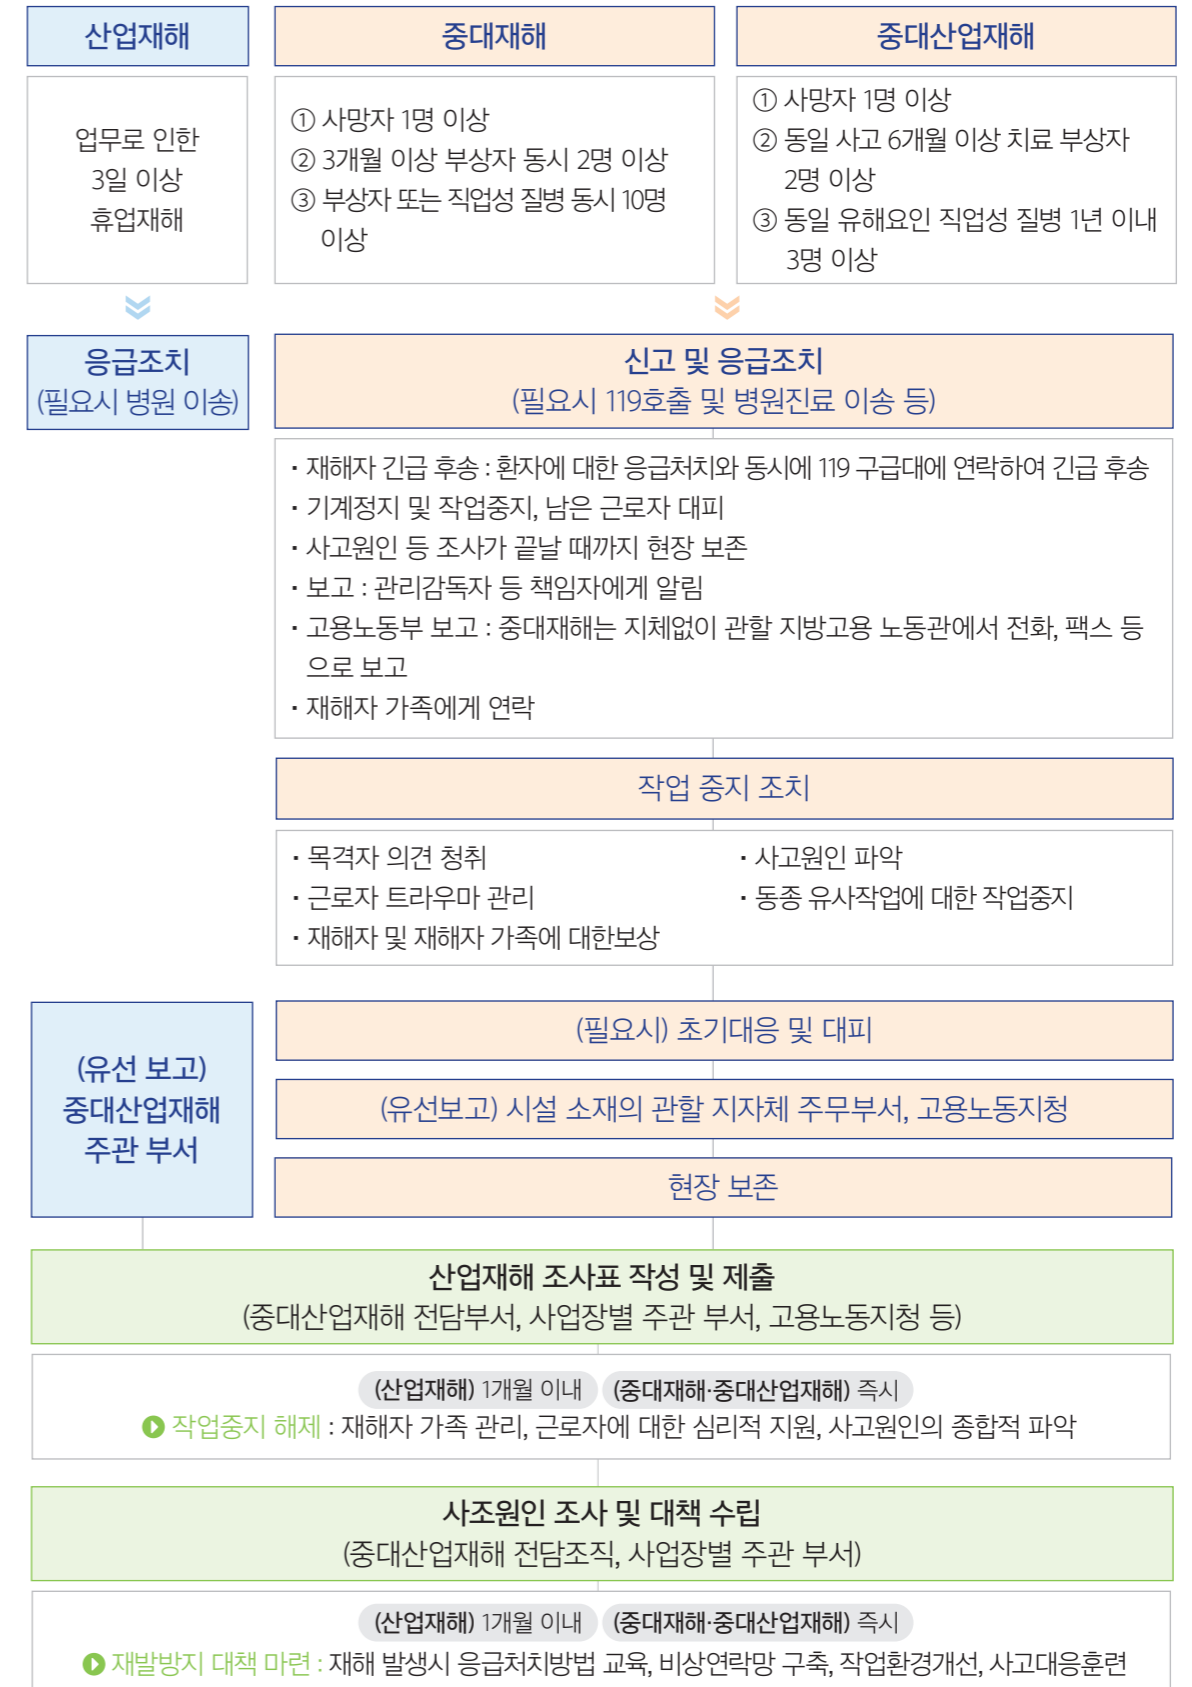 산업재해
업무로 인한
3일 이상
휴업재해
중대재해
① 사망자 1명 이상
② 3개월 이상 부상자 동시 2명 이상
③ 부상자 또는 직업성 질병 동시 10명
이상
중대산업재해
① 사망자 1명 이상
② 동일 사고 6개월 이상 치료 부상자
2명 이상
③ 동일 유해요인 직업성 질병 1년 이내
3명 이상
응급조치
(필요시 병원 이송)
신고 및 응급조치
(필요시 119호출 및 병원진료 이송 등)
· 재해자 긴급 후송 : 환자에 대한 응급처치와 동시에 119 구급대에 연락하여 긴급 후송
· 기계정지 및 작업중지, 남은 근로자 대피
· 사고원인 등 조사가 끝날 때까지 현장 보존
· 보고 : 관리감독자 등 책임자에게 알림
· 고용노동부 보고 : 중대재해는 지체없이 관할 지방고용 노동관에서 전화, 팩스 등
으로 보고
· 재해자 가족에게 연락
작업 중지 조치
· 목격자 의견 청취
· 근로자 트라우마 관리
· 재해자 및 재해자 가족에 대한보상
· 사고원인 파악
· 동종 유사작업에 대한 작업중지
(유선 보고)
중대산업재해
주관 부서
(필요시) 초기대응 및 대피
(유선보고) 시설 소재의 관할 지자체 주무부서, 고용노동지청
현장 보존
산업재해 조사표 작성 및 제출
(중대산업재해 전담부서, 사업장별 주관 부서, 고용노동지청 등)
(산업재해) 1개월 이내 (중대재해·중대산업재해) 즉시
작업중지 해제 : 재해자 가족 관리, 근로자에 대한 심리적 지원, 사고원인의 종합적 파악
사조원인 조사 및 대책 수립
(중대산업재해 전담조직, 사업장별 주관 부서)
(산업재해) 1개월 이내 (중대재해·중대산업재해) 즉시
재발방지 대책 마련 : 재해 발생시 응급처치방법 교육, 비상연락망 구축, 작업환경개선, 사고대응훈련